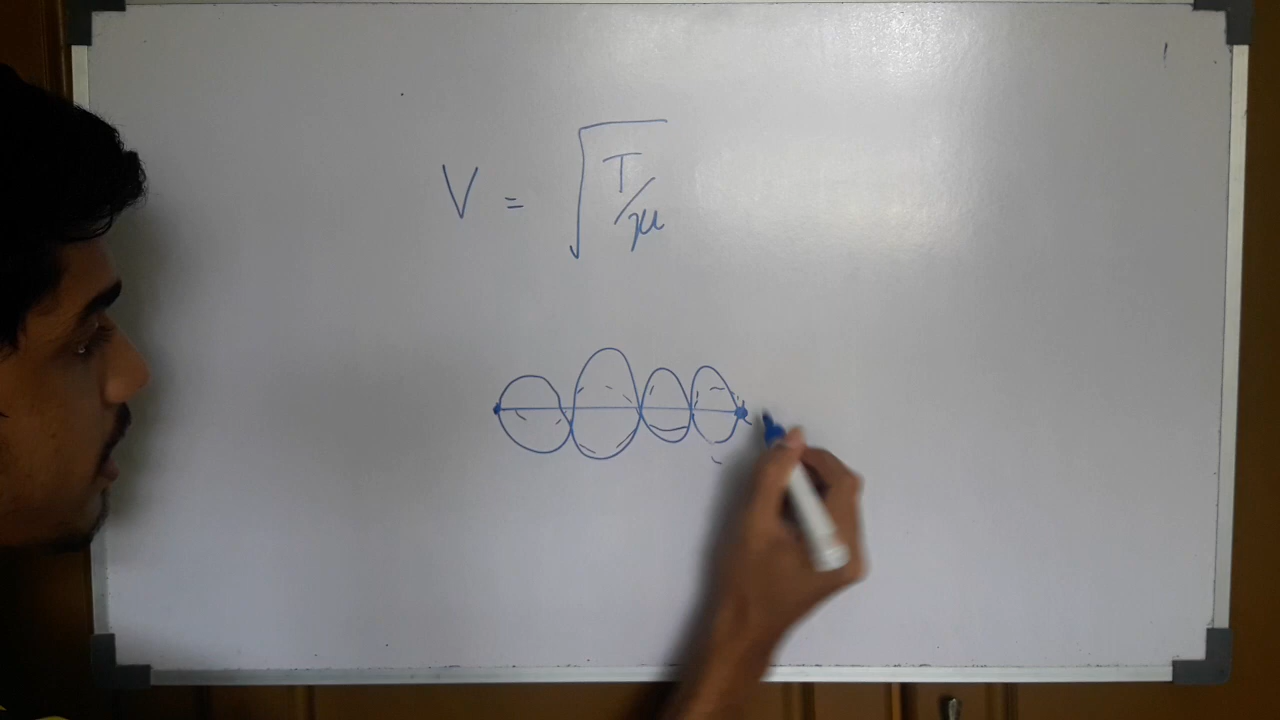 V = √T/μ